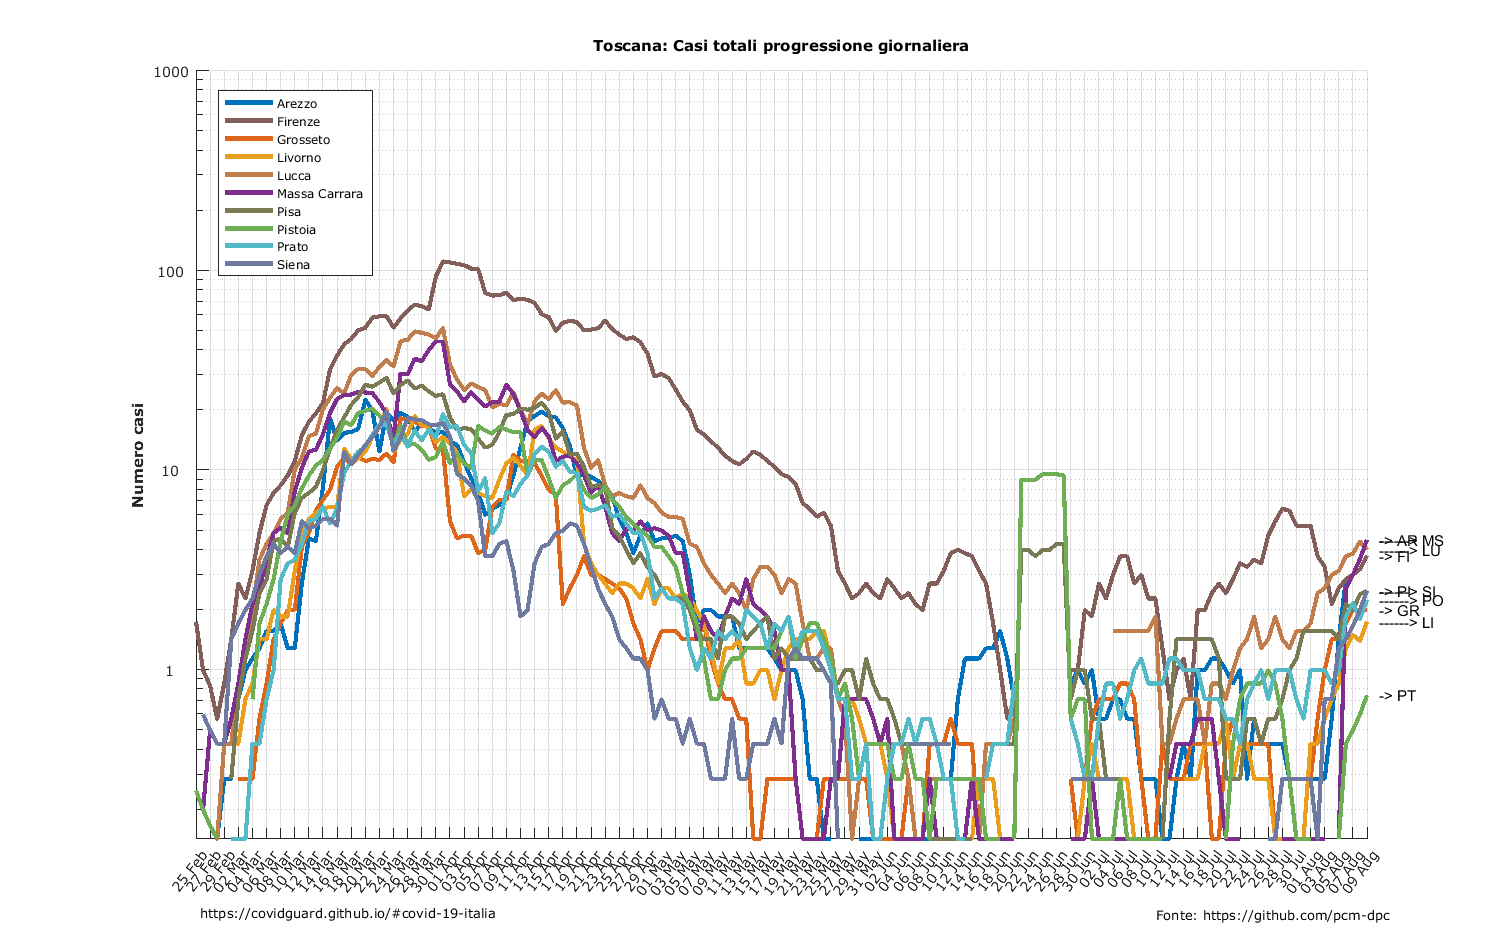 Toscana: Casi totali progressione giornaliera
1000
100
10
1
Numero casi
Arezzo
Firenze
Grosseto
Livorno
Lucca
Massa Carrara
Pisa
Pistoia
Prato
Siena
-> AR
MS
LU
-> FI
-> PI
-> SI
PO
-> GR
------> LI
-> PT
25 Feb
27 Feb
29 Feb
02 Mar
04 Mar
06 Mar
08 Mar
10 Mar
12 Mar
14 Mar
16 Mar
18 Mar
20 Mar
22 Mar
24 Mar
26 Mar
28 Mar
30 Mar
01 Apr
03 Apr
05 Apr
07 Apr
09 Apr
11 Apr
13 Apr
15 Apr
17 Apr
19 Apr
21 Apr
23 Apr
25 Apr
27 Apr
29 Apr
01 May
03 May
05 May
07 May
09 May
11 May
13 May
15 May
17 May
19 May
21 May
23 May
25 May
27 May
29 May
31 May
02 Jun
04 Jun
06 Jun
08 Jun
10 Jun
12 Jun
14 Jun
16 Jun
18 Jun
20 Jun
22 Jun
24 Jun
26 Jun
28 Jun
30 Jun
02 Jul
04 Jul
06 Jul
08 Jul
10 Jul
12 Jul
14 Jul
16 Jul
18 Jul
20 Jul
22 Jul
24 Jul
26 Jul
28 Jul
30 Jul
01 Aug
03 Aug
05 Aug
07 Aug
09 Aug
https://covidguard.github.io/#covid-19-italia
Fonte: https://github.com/pcm-dpc